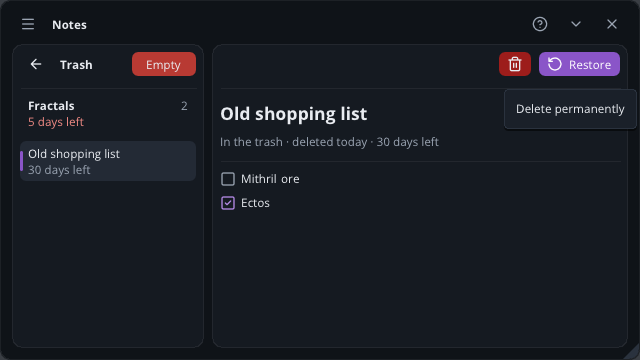 Notes
Trash
Empty
Restore
Delete permanently
Fractals 2
5 days left
Old shopping list
30 days left
Old shopping list
In the trash · deleted today · 30 days left
Mithril ore
Ectos